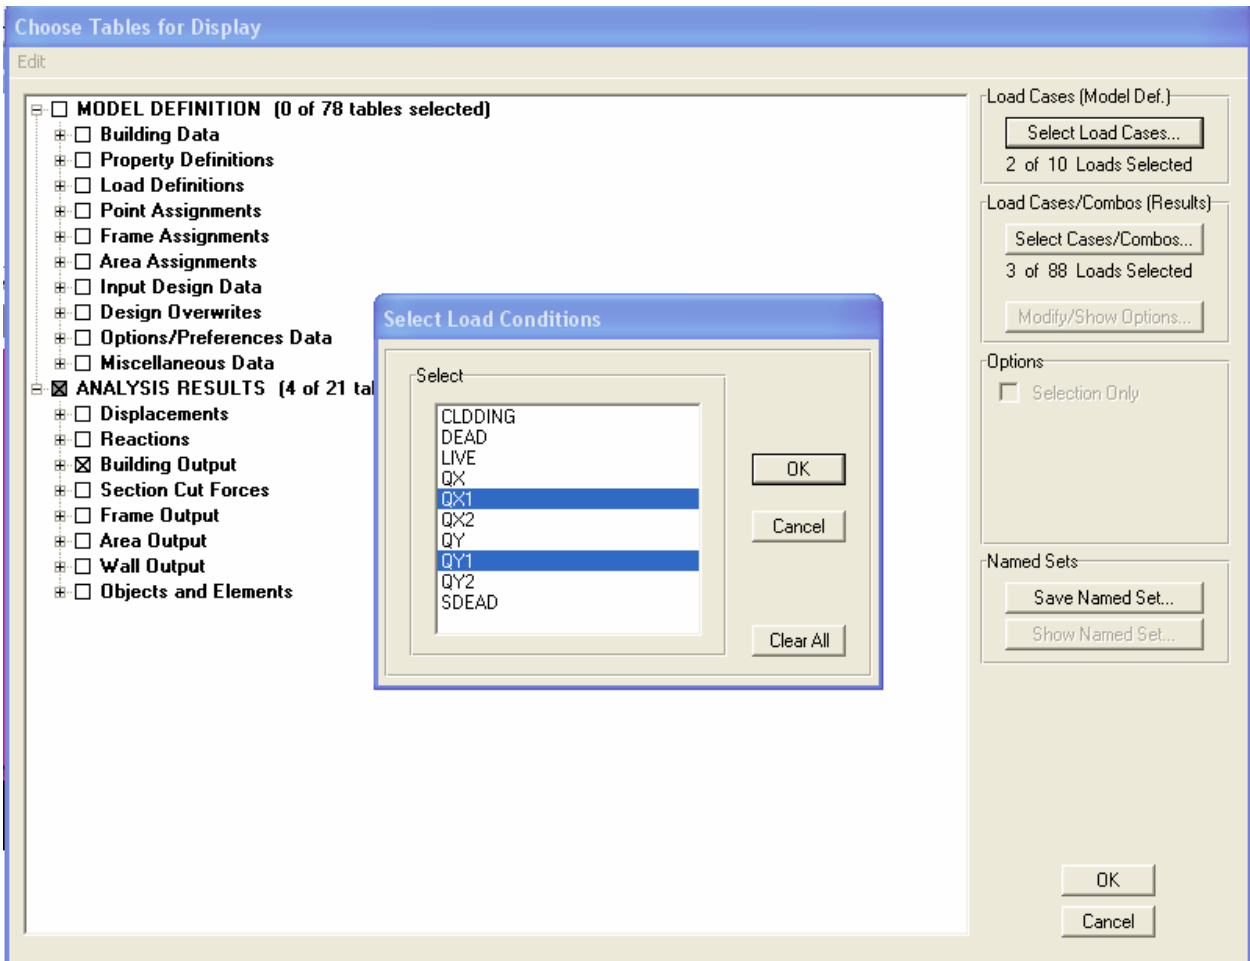 Choose Tables for Display
Edit
MODEL DEFINITION (0 of 78 tables selected)
Building Data
Property Definitions
Load Definitions
Point Assignments
Frame Assignments
Area Assignments
Input Design Data
Design Overwrites
Options/Preferences Data
Miscellaneous Data
ANALYSIS RESULTS (4 of 21 tal
Displacements
Reactions
Building Output
Section Cut Forces
Frame Output
Area Output
Wall Output
Objects and Elements
Select Load Conditions
Select
CLDDING
DEAD
LIVE
QX
QX1
QX2
QY
QY1
QY2
SDEAD
OK
Cancel
Clear All
Load Cases (Model Def.)
Select Load Cases...
2 of 10 Loads Selected
Load Cases/Combos (Results)
Select Cases/Combos...
3 of 88 Loads Selected
Modify/Show Options...
Options
Selection Only
Named Sets
Save Named Set...
Show Named Set...
OK
Cancel